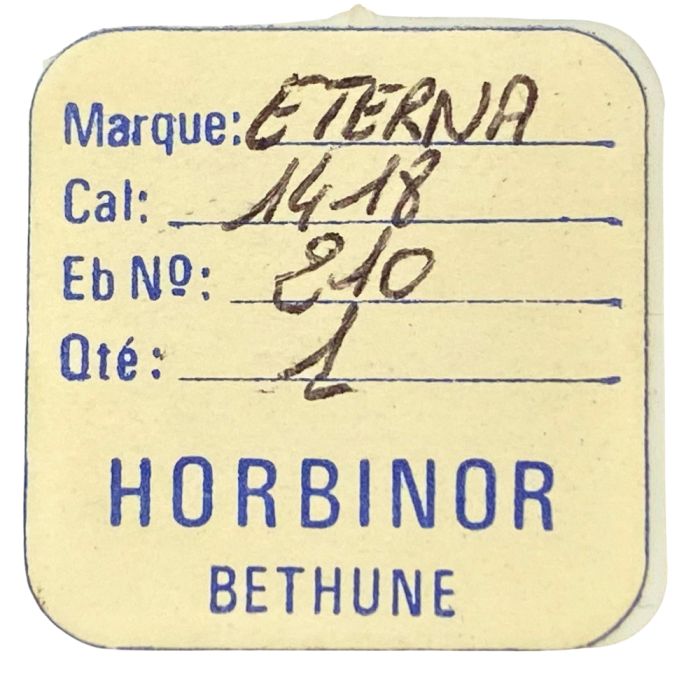 Marque: ETERNA
Cal: 1418
Eb Nº: 210
Qté: 1
HORBINOR
BETHUNE